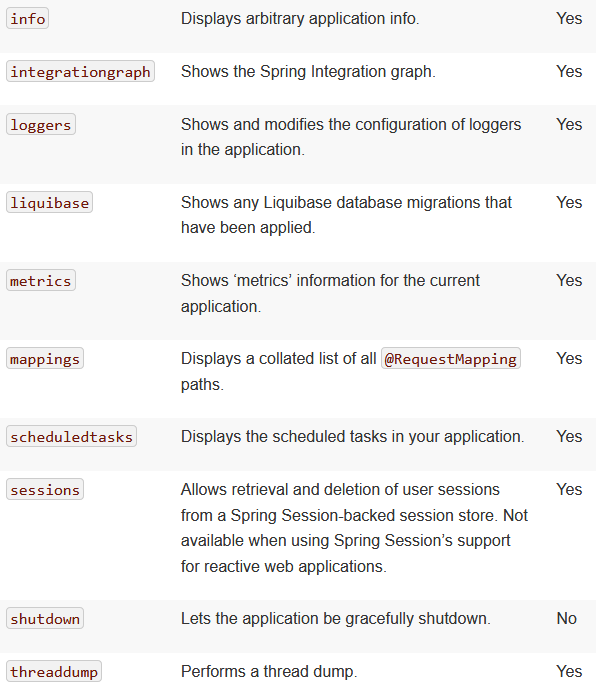 info Displays arbitrary application info. Yes
integrationgraph Shows the Spring Integration graph. Yes
loggers Shows and modifies the configuration of loggers Yes
in the application.
liquibase Shows any Liquibase database migrations that Yes
have been applied.
metrics Shows ‘metrics’ information for the current Yes
application.
mappings Displays a collated list of all @RequestMapping Yes
paths.
scheduledtasks Displays the scheduled tasks in your application. Yes
sessions Allows retrieval and deletion of user sessions Yes
from a Spring Session-backed session store. Not
available when using Spring Session’s support
for reactive web applications.
shutdown Lets the application be gracefully shutdown. No
threaddump Performs a thread dump. Yes